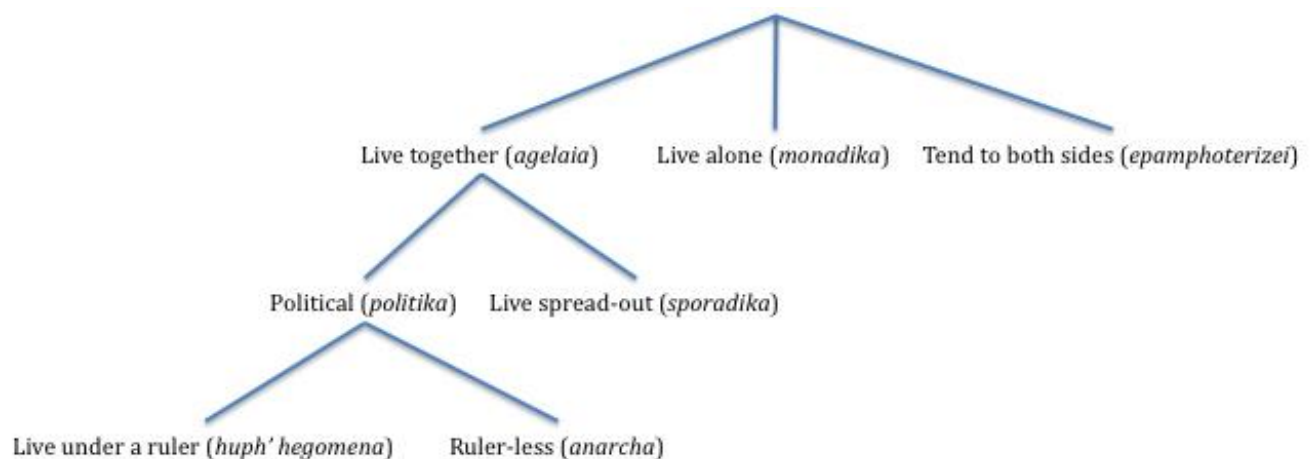 Live together (agelaia) Live alone (monadika) Tend to both sides (epamphoterizei)
Political (politika) Live spread-out (sporadika)
Live under a ruler (huph’ hegomena) Ruler-less (anarcha)